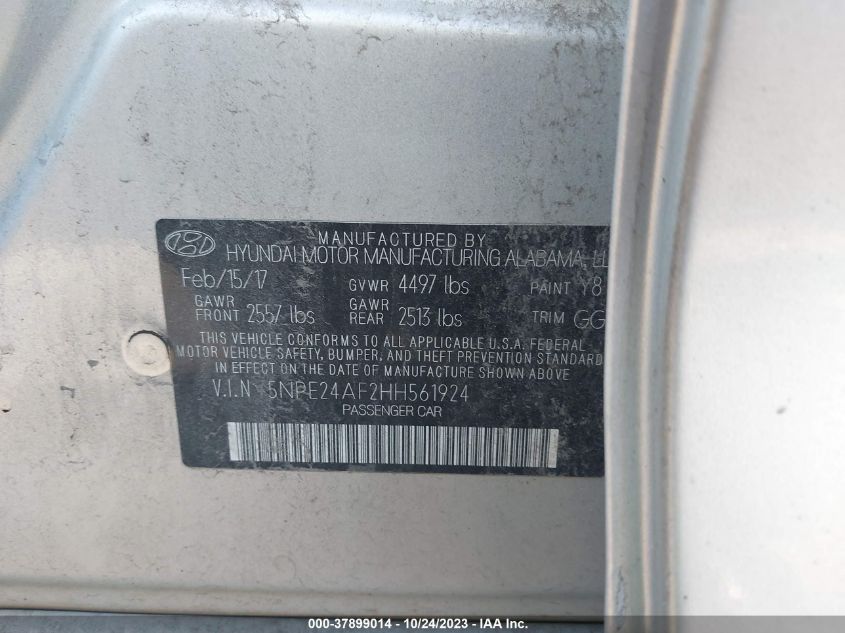 MANUFACTURED BY
HYUNDAI MOTOR MANUFACTURING ALABAMA, LL
Feb/15/17 GVWR 4497 lbs PAINT Y8
GAWR FRONT 2557 lbs GAWR REAR 2513 lbs TRIM GG
THIS VEHICLE CONFORMS TO ALL APPLICABLE U.S.A. FEDERAL
MOTOR VEHICLE SAFETY, BUMPER, AND THEFT PREVENTION STANDARD
IN EFFECT ON THE DATE OF MANUFACTURE SHOWN ABOVE
V.I.N 5NPE24AF2HH561924
PASSENGER CAR
000-37899014 - 10/24/2023 - IAA Inc.